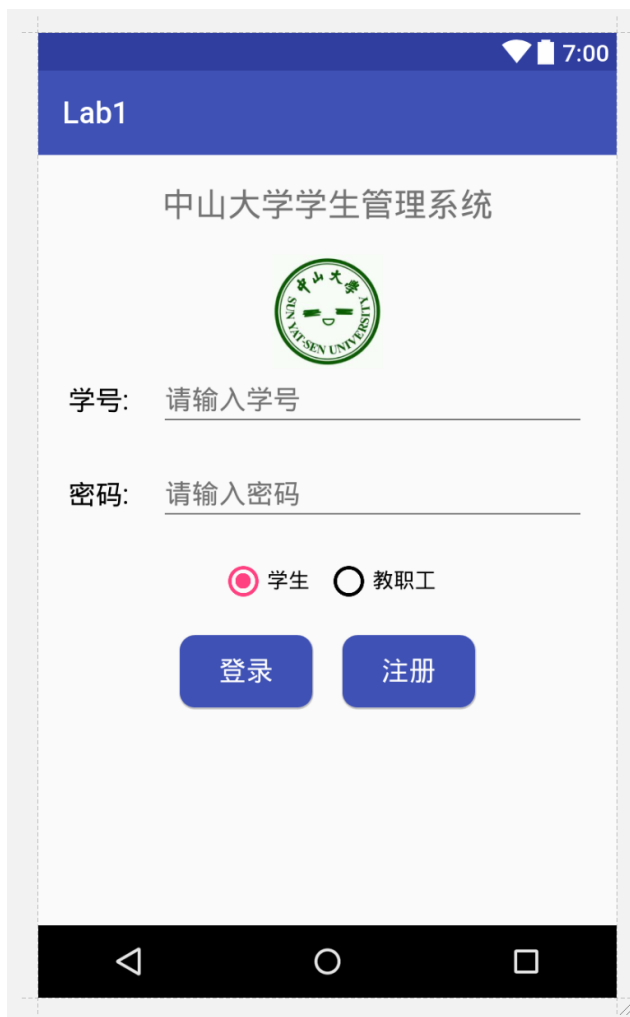 7:00
Lab1
中山大学学生管理系统
中山大学
SUN YAT-SEN UNIVERSITY
学号: 请输入学号
密码: 请输入密码
学生 教职工
登录 注册